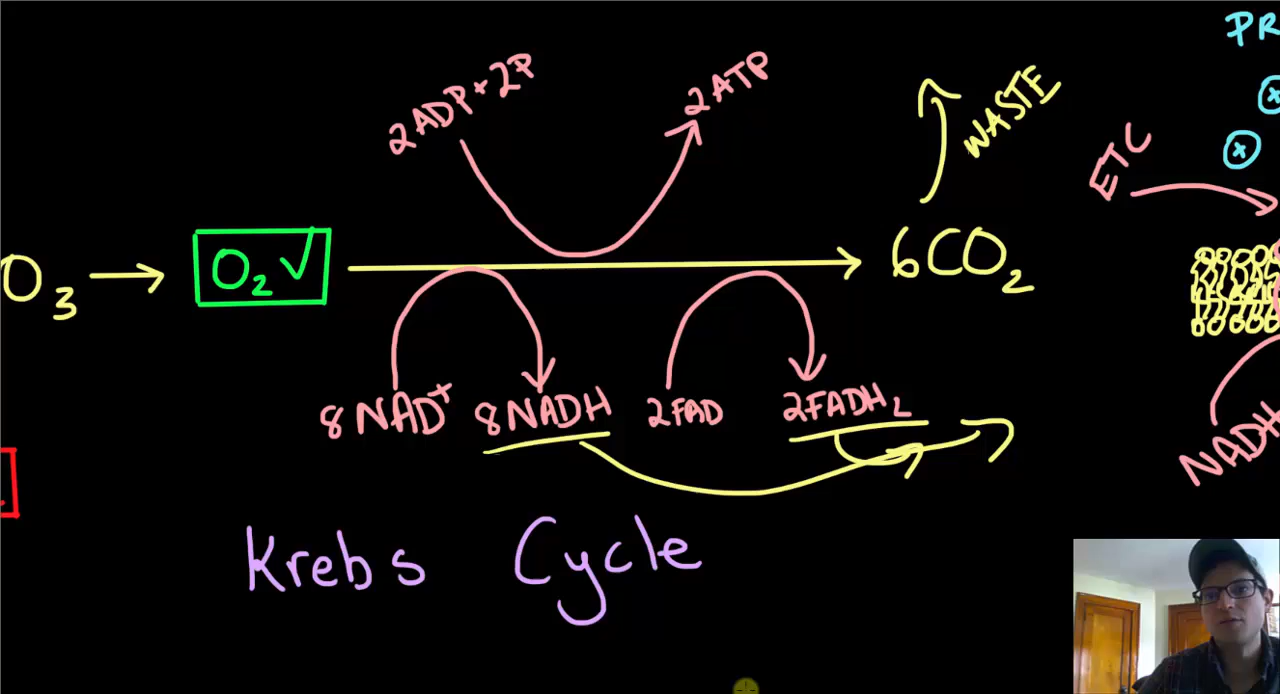 2ADP+2P
2ATP
WASTE
PR
ETC
O3
O2 ✓
6CO2
8NAD+
8NADH
2FAD
2FADH2
NADH
Krebs Cycle